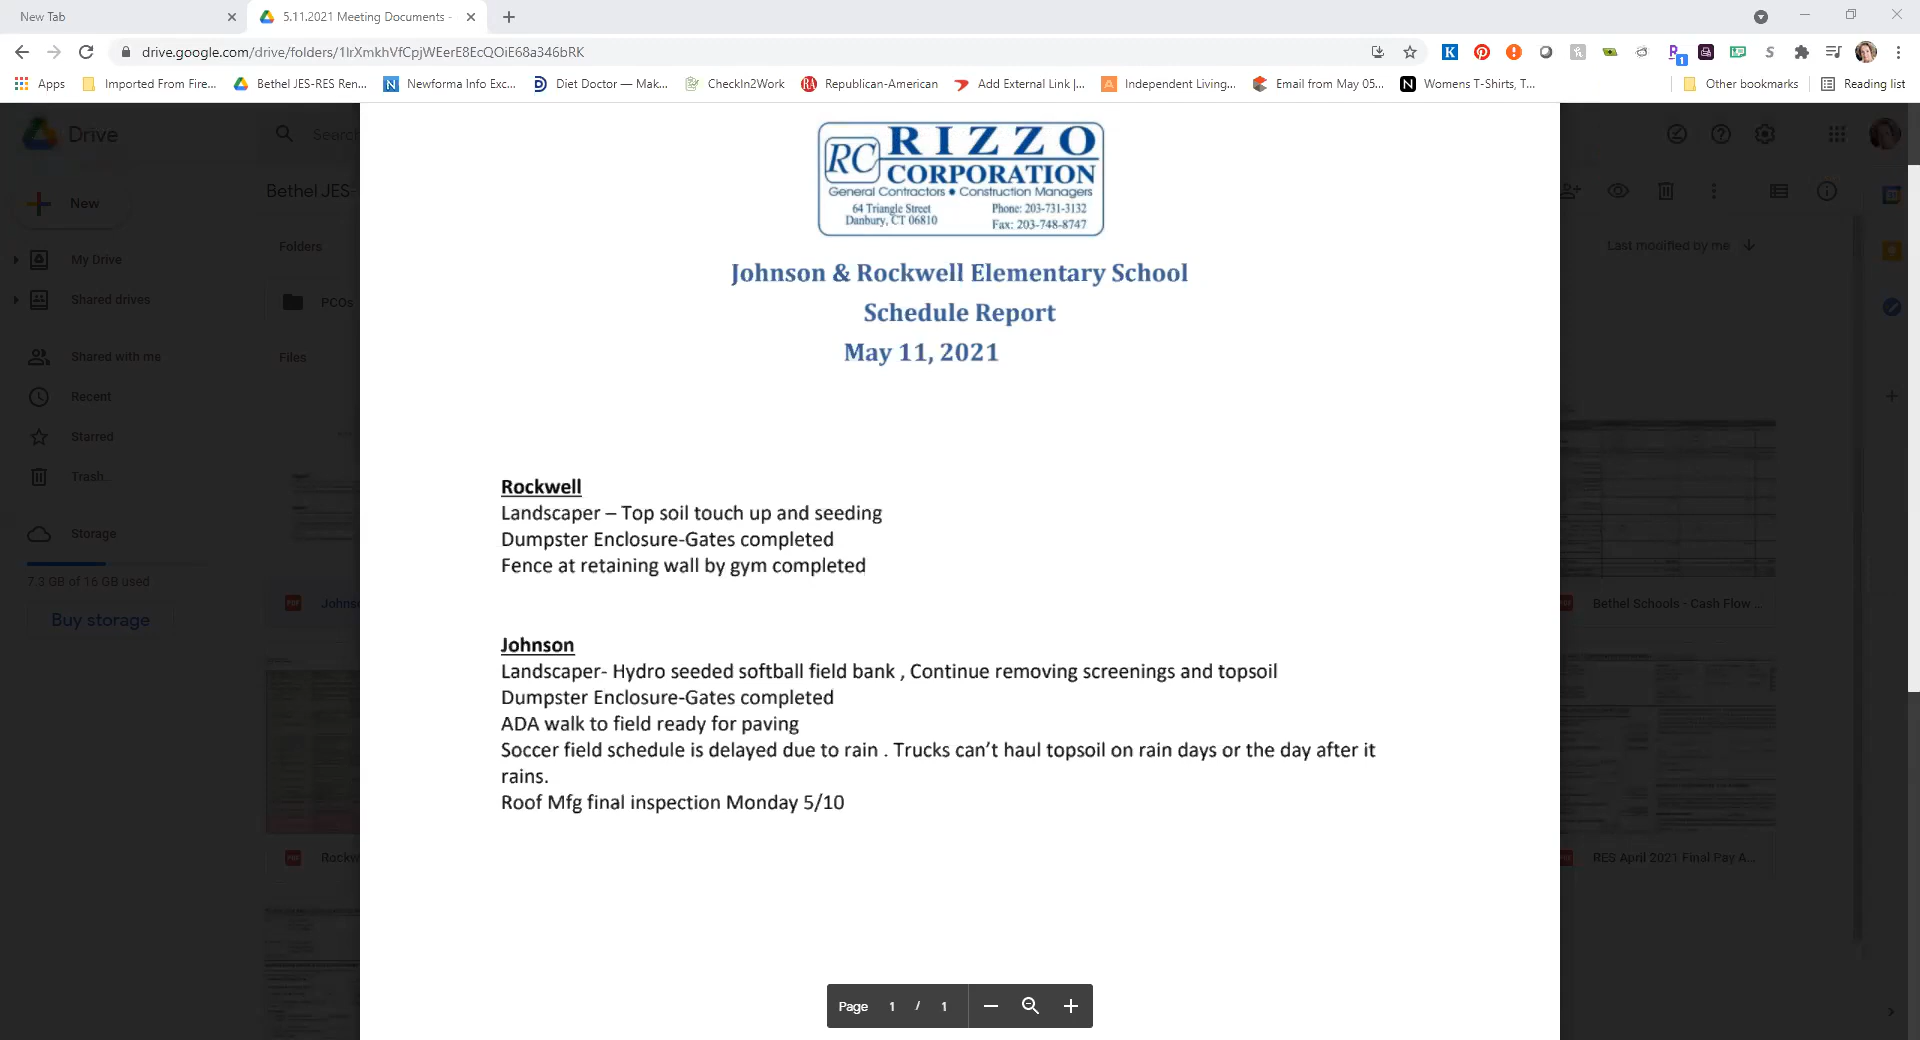 New Tab
5.11.2021 Meeting Documents -
drive.google.com/drive/folders/1IrXmkhVfCpjWEerE8EcQOiE68a346bRK
Apps
Imported From Fire...
Bethel JES-RES Ren...
Newforma Info Exc...
Diet Doctor — Mak...
CheckIn2Work
Republican-American
Add External Link |...
Independent Living...
Email from May 05...
Womens T-Shirts, T...
Other bookmarks
Reading list
Drive
Search
New
Bethel JES
My Drive
Shared drives
Shared with me
Recent
Starred
Trash
Storage
7.3 GB of 16 GB used
Buy storage
Folders
PCOs
Files
Johns
Rockw
RC RIZZO
CORPORATION
General Contractors • Construction Managers
64 Triangle Street
Danbury, CT 06810
Phone: 203-731-3132
Fax: 203-748-8747
Johnson & Rockwell Elementary School
Schedule Report
May 11, 2021
Rockwell
Landscaper – Top soil touch up and seeding
Dumpster Enclosure-Gates completed
Fence at retaining wall by gym completed
Johnson
Landscaper- Hydro seeded softball field bank , Continue removing screenings and topsoil
Dumpster Enclosure-Gates completed
ADA walk to field ready for paving
Soccer field schedule is delayed due to rain . Trucks can’t haul topsoil on rain days or the day after it
rains.
Roof Mfg final inspection Monday 5/10
Page 1 / 1
Last modified by me
Bethel Schools - Cash Flow ...
RES April 2021 Final Pay A...